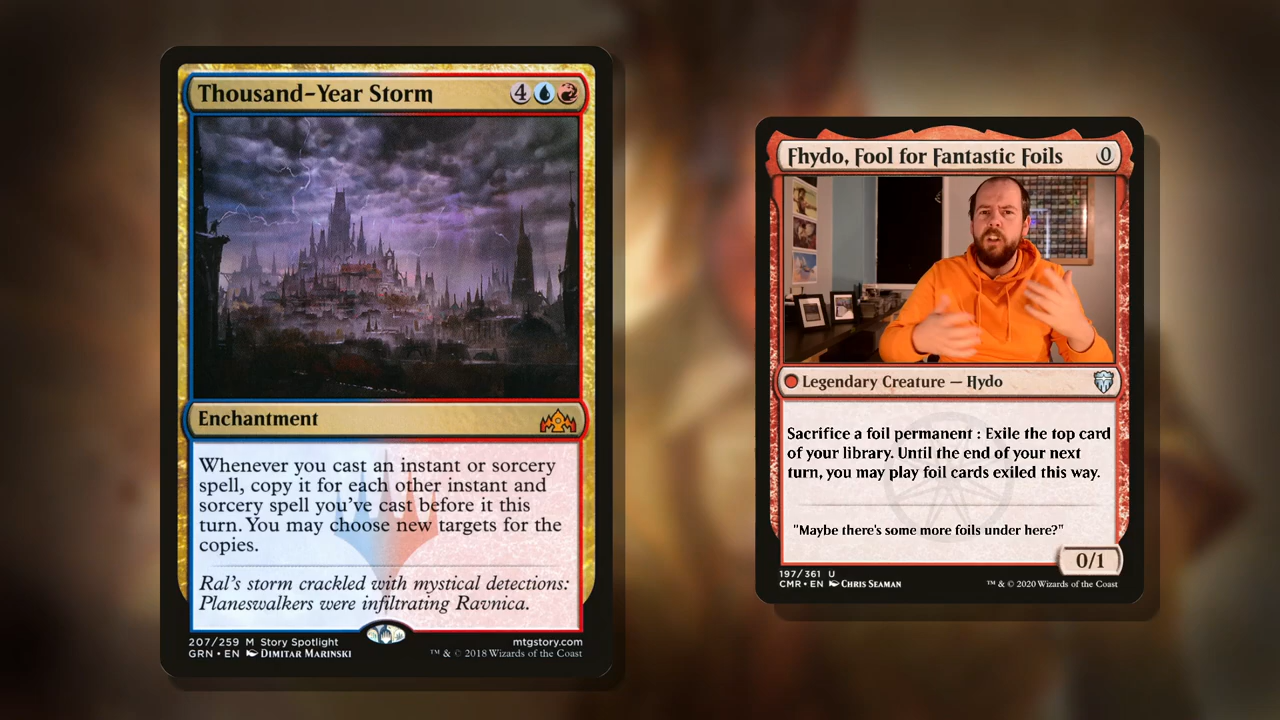 Thousand-Year Storm 4
Enchantment
Whenever you cast an instant or sorcery
spell, copy it for each other instant and
sorcery spell you've cast before it this
turn. You may choose new targets for the
copies.
Ral's storm crackled with mystical detections:
Planeswalkers were infiltrating Ravnica.
207/259 M Story Spotlight
GRN • EN Dimitar Marinski
mtgstory.com
™ & © 2018 Wizards of the Coast
Fhydo, Fool for Fantastic Foils 0
Legendary Creature — Hydo
Sacrifice a foil permanent : Exile the top card
of your library. Until the end of your next
turn, you may play foil cards exiled this way.
"Maybe there's some more foils under here?"
0/1
197/361 U
CMR • EN Chris Seaman
™ & © 2020 Wizards of the Coast